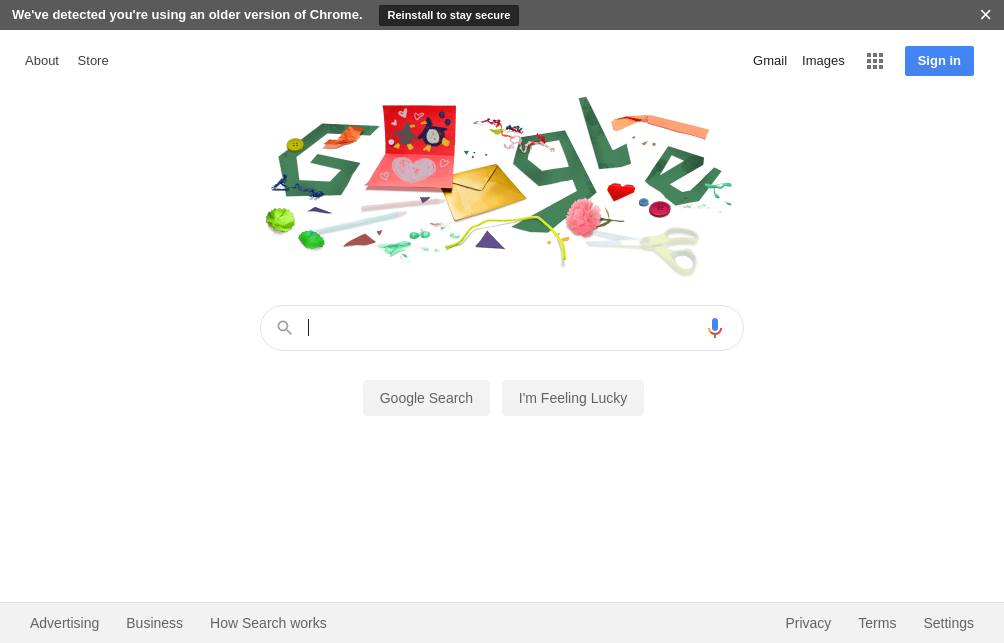 We've detected you're using an older version of Chrome. Reinstall to stay secure
About Store Gmail Images Sign in
Google Search I'm Feeling Lucky
Advertising Business How Search works Privacy Terms Settings